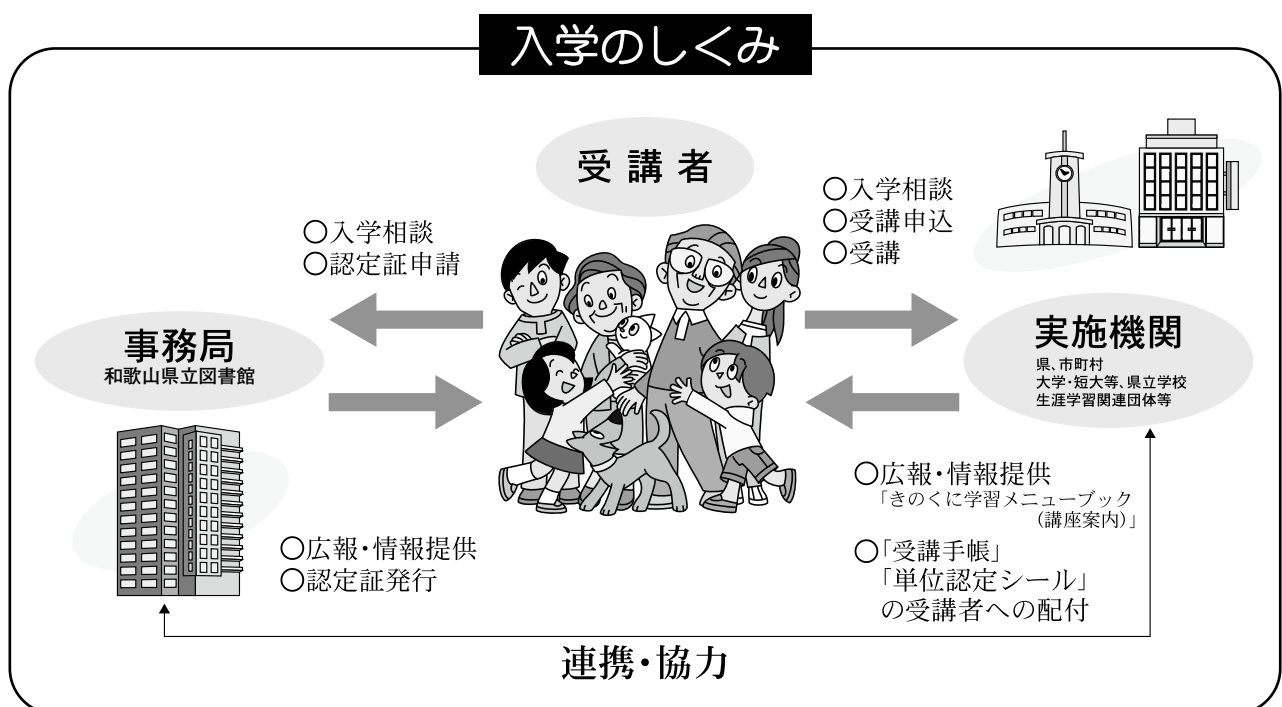 入学のしくみ
受講者
○入学相談
○認定証申請
○入学相談
○受講申込
○受講
事務局
和歌山県立図書館
実施機関
県、市町村
大学・短大等、県立学校
生涯学習関連団体等
○広報・情報提供
○認定証発行
○広報・情報提供
「きのくに学習メニューブック
(講座案内)」
○「受講手帳」
「単位認定シール」
の受講者への配付
連携・協力